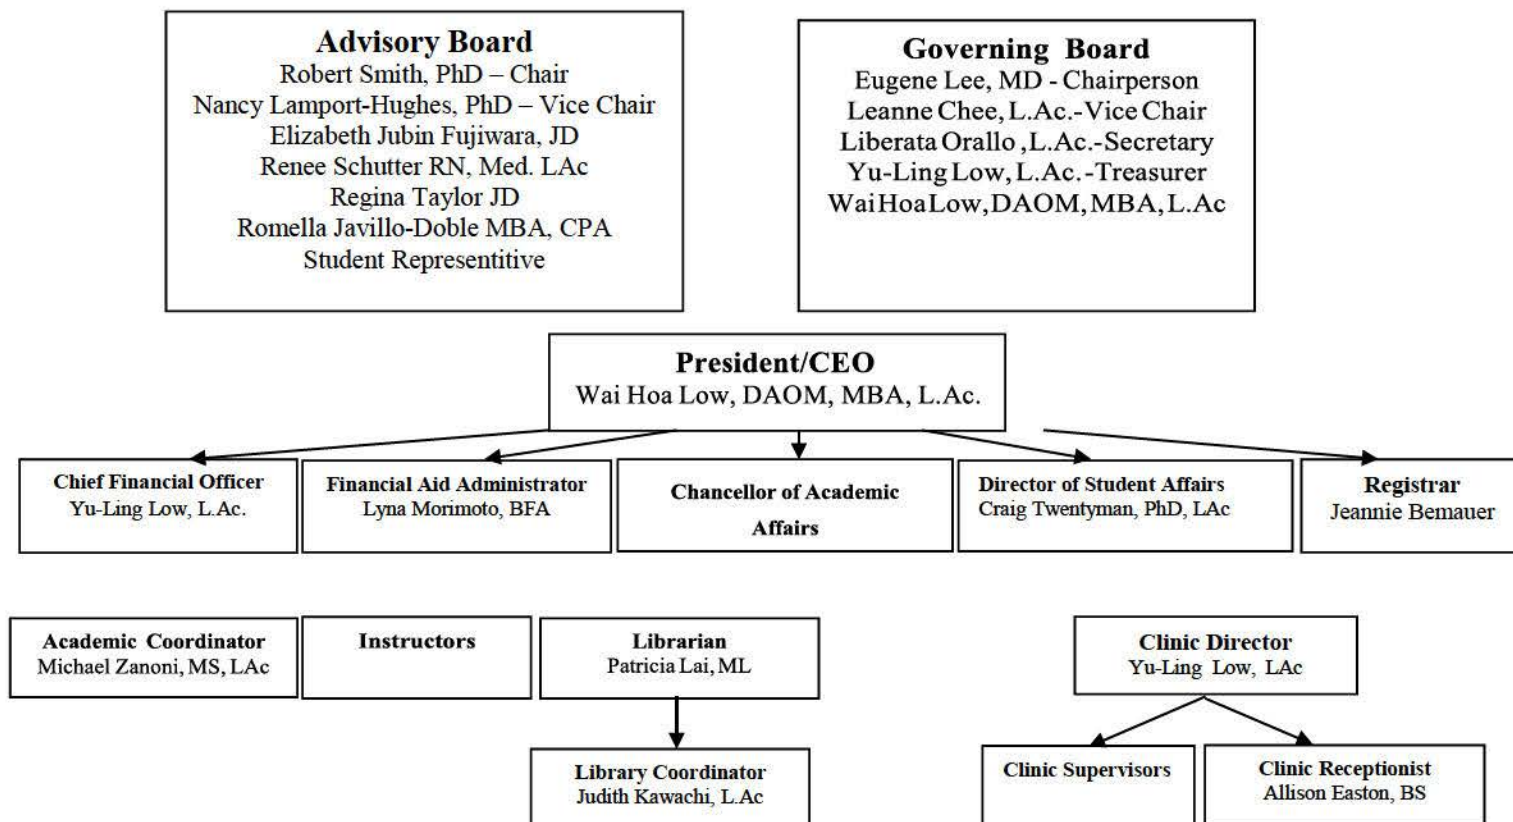 Advisory Board
Robert Smith, PhD – Chair
Nancy Lamport-Hughes, PhD – Vice Chair
Elizabeth Jubin Fujiwara, JD
Renee Schutter RN, Med. LAc
Regina Taylor JD
Romella Javillo-Doble MBA, CPA
Student Representitive
Governing Board
Eugene Lee, MD - Chairperson
Leanne Chee, L.Ac.-Vice Chair
Liberata Orallo , L.Ac.-Secretary
Yu-Ling Low, L.Ac.-Treasurer
Wai Hoa Low, DAOM, MBA, L.Ac
President/CEO
Wai Hoa Low, DAOM, MBA, L.Ac.
Chief Financial Officer
Yu-Ling Low, L.Ac.
Financial Aid Administrator
Lyna Morimoto, BFA
Chancellor of Academic
Affairs
Director of Student Affairs
Craig Twentyman, PhD, LAc
Registrar
Jeannie Bemauer
Academic Coordinator
Michael Zanoni, MS, LAc
Instructors
Librarian
Patricia Lai, ML
Clinic Director
Yu-Ling Low, LAc
Library Coordinator
Judith Kawachi, L.Ac
Clinic Supervisors
Clinic Receptionist
Allison Easton, BS